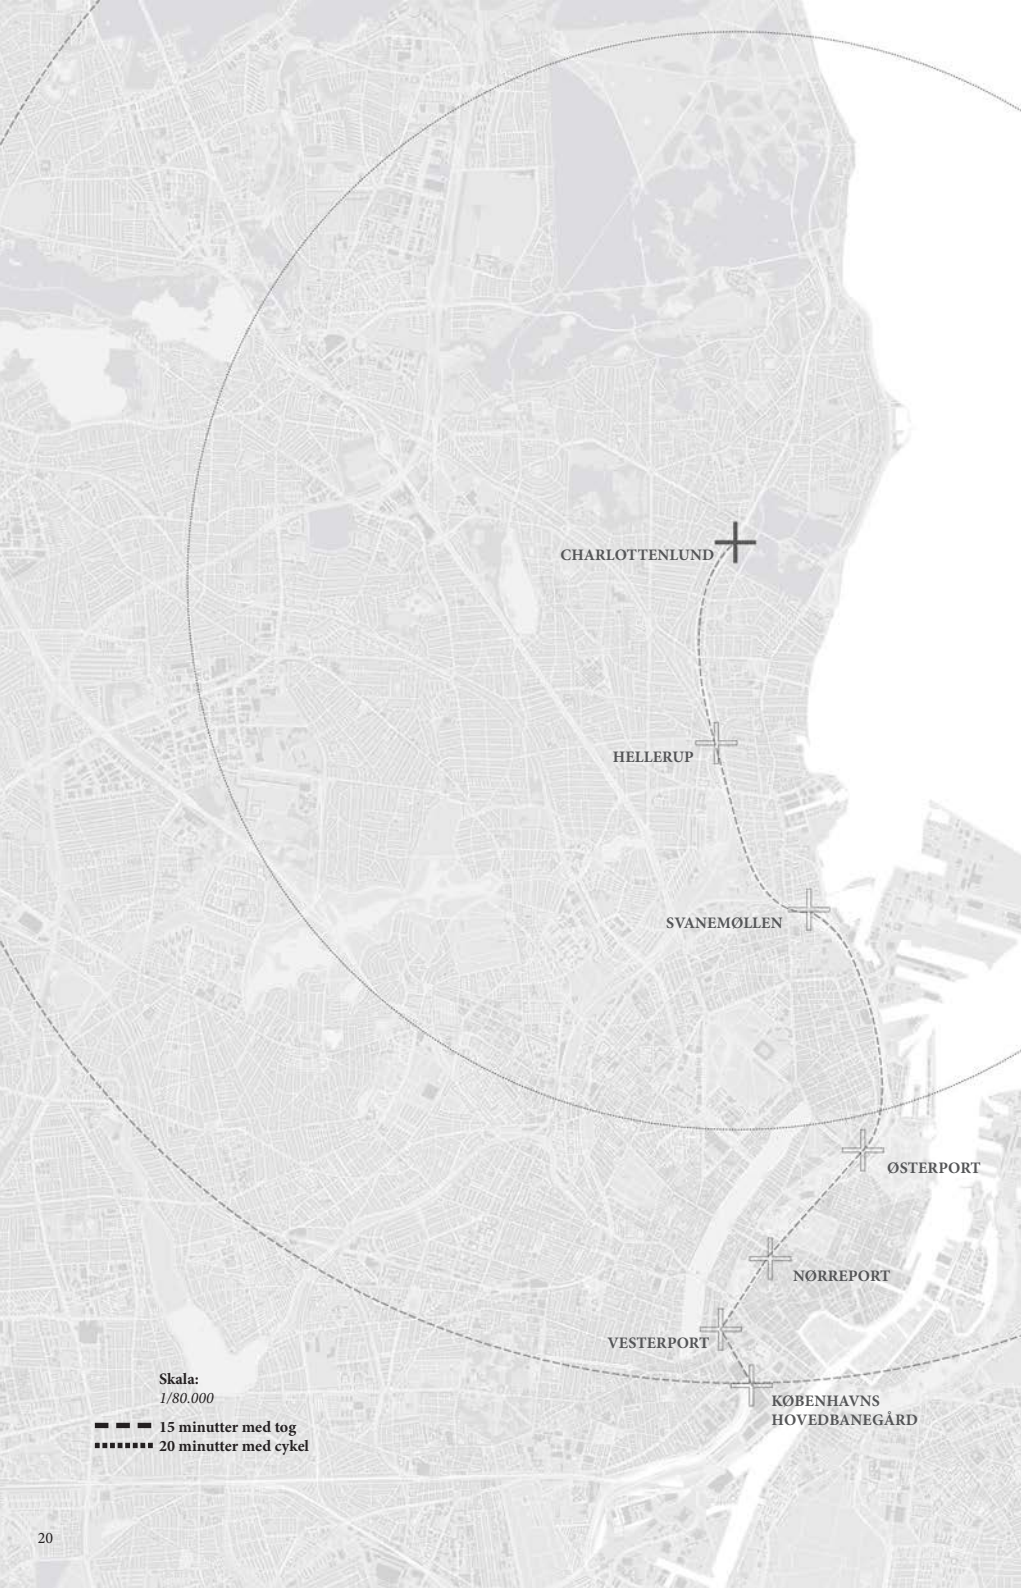 CHARLOTTENLUND
HELLERUP
SVANEMØLLEN
ØSTERPORT
NØRREPORT
VESTERPORT
KØBENHAVNS
HOVEDBANEGÅRD
Skala:
1/80.000
15 minutter med tog
20 minutter med cykel
20